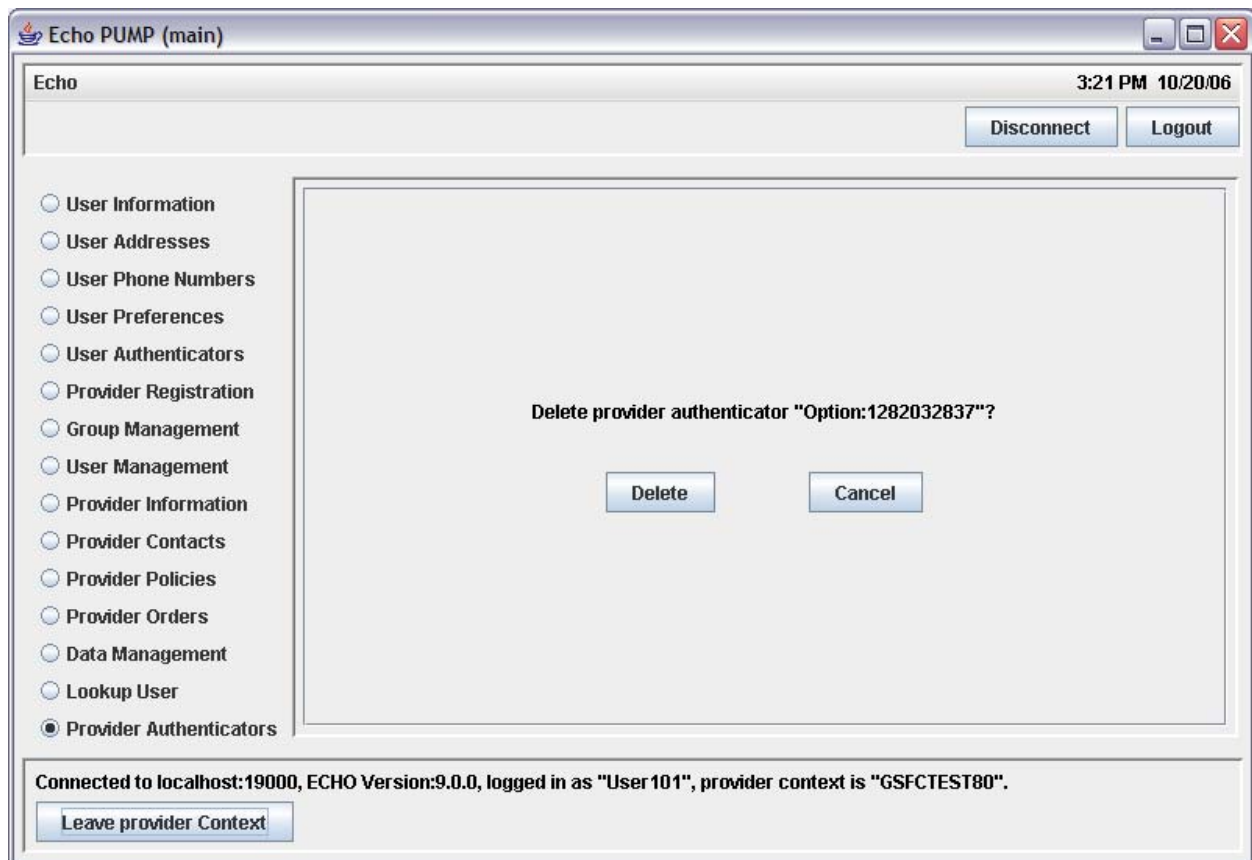 Echo PUMP (main)
Echo
3:21 PM 10/20/06
Disconnect
Logout
User Information
User Addresses
User Phone Numbers
User Preferences
User Authenticators
Provider Registration
Group Management
User Management
Provider Information
Provider Contacts
Provider Policies
Provider Orders
Data Management
Lookup User
Provider Authenticators
Delete provider authenticator "Option:1282032837"?
Delete
Cancel
Connected to localhost:19000, ECHO Version:9.0.0, logged in as "User101", provider context is "GSFCTEST80".
Leave provider Context